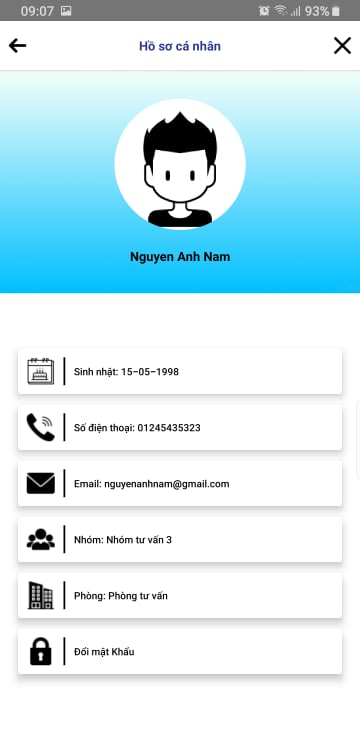 09:07 93%
Hồ sơ cá nhân
Nguyen Anh Nam
Sinh nhật: 15-05-1998
Số điện thoại: 01245435323
Email: nguyenanhnam@gmail.com
Nhóm: Nhóm tư vấn 3
Phòng: Phòng tư vấn
Đổi mật Khẩu